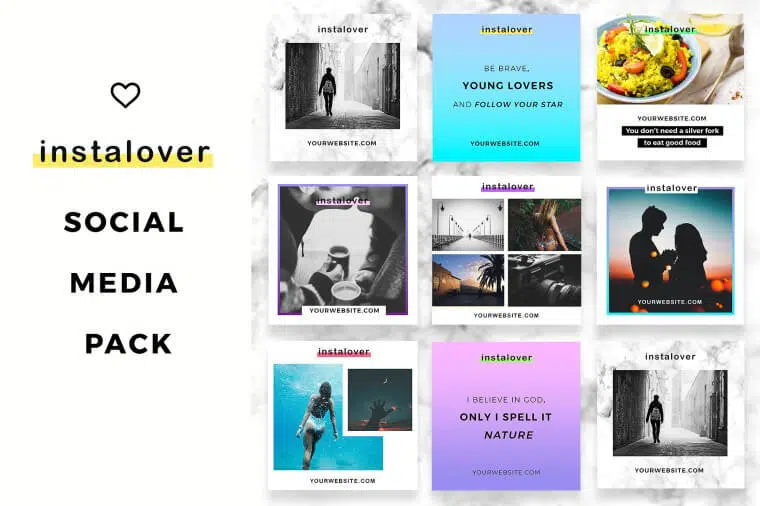 instalover
SOCIAL
MEDIA
PACK
instalover
YOURWEBSITE.COM
instalover
BE BRAVE,
YOUNG LOVERS
AND FOLLOW YOUR STAR
YOURWEBSITE.COM
instalover
YOURWEBSITE.COM
You don't need a silver fork
to eat good food
instalover
YOURWEBSITE.COM
instalover
YOURWEBSITE.COM
instalover
YOURWEBSITE.COM
instalover
YOURWEBSITE.COM
instalover
I BELIEVE IN GOD,
ONLY I SPELL IT
NATURE
YOURWEBSITE.COM
instalover
YOURWEBSITE.COM